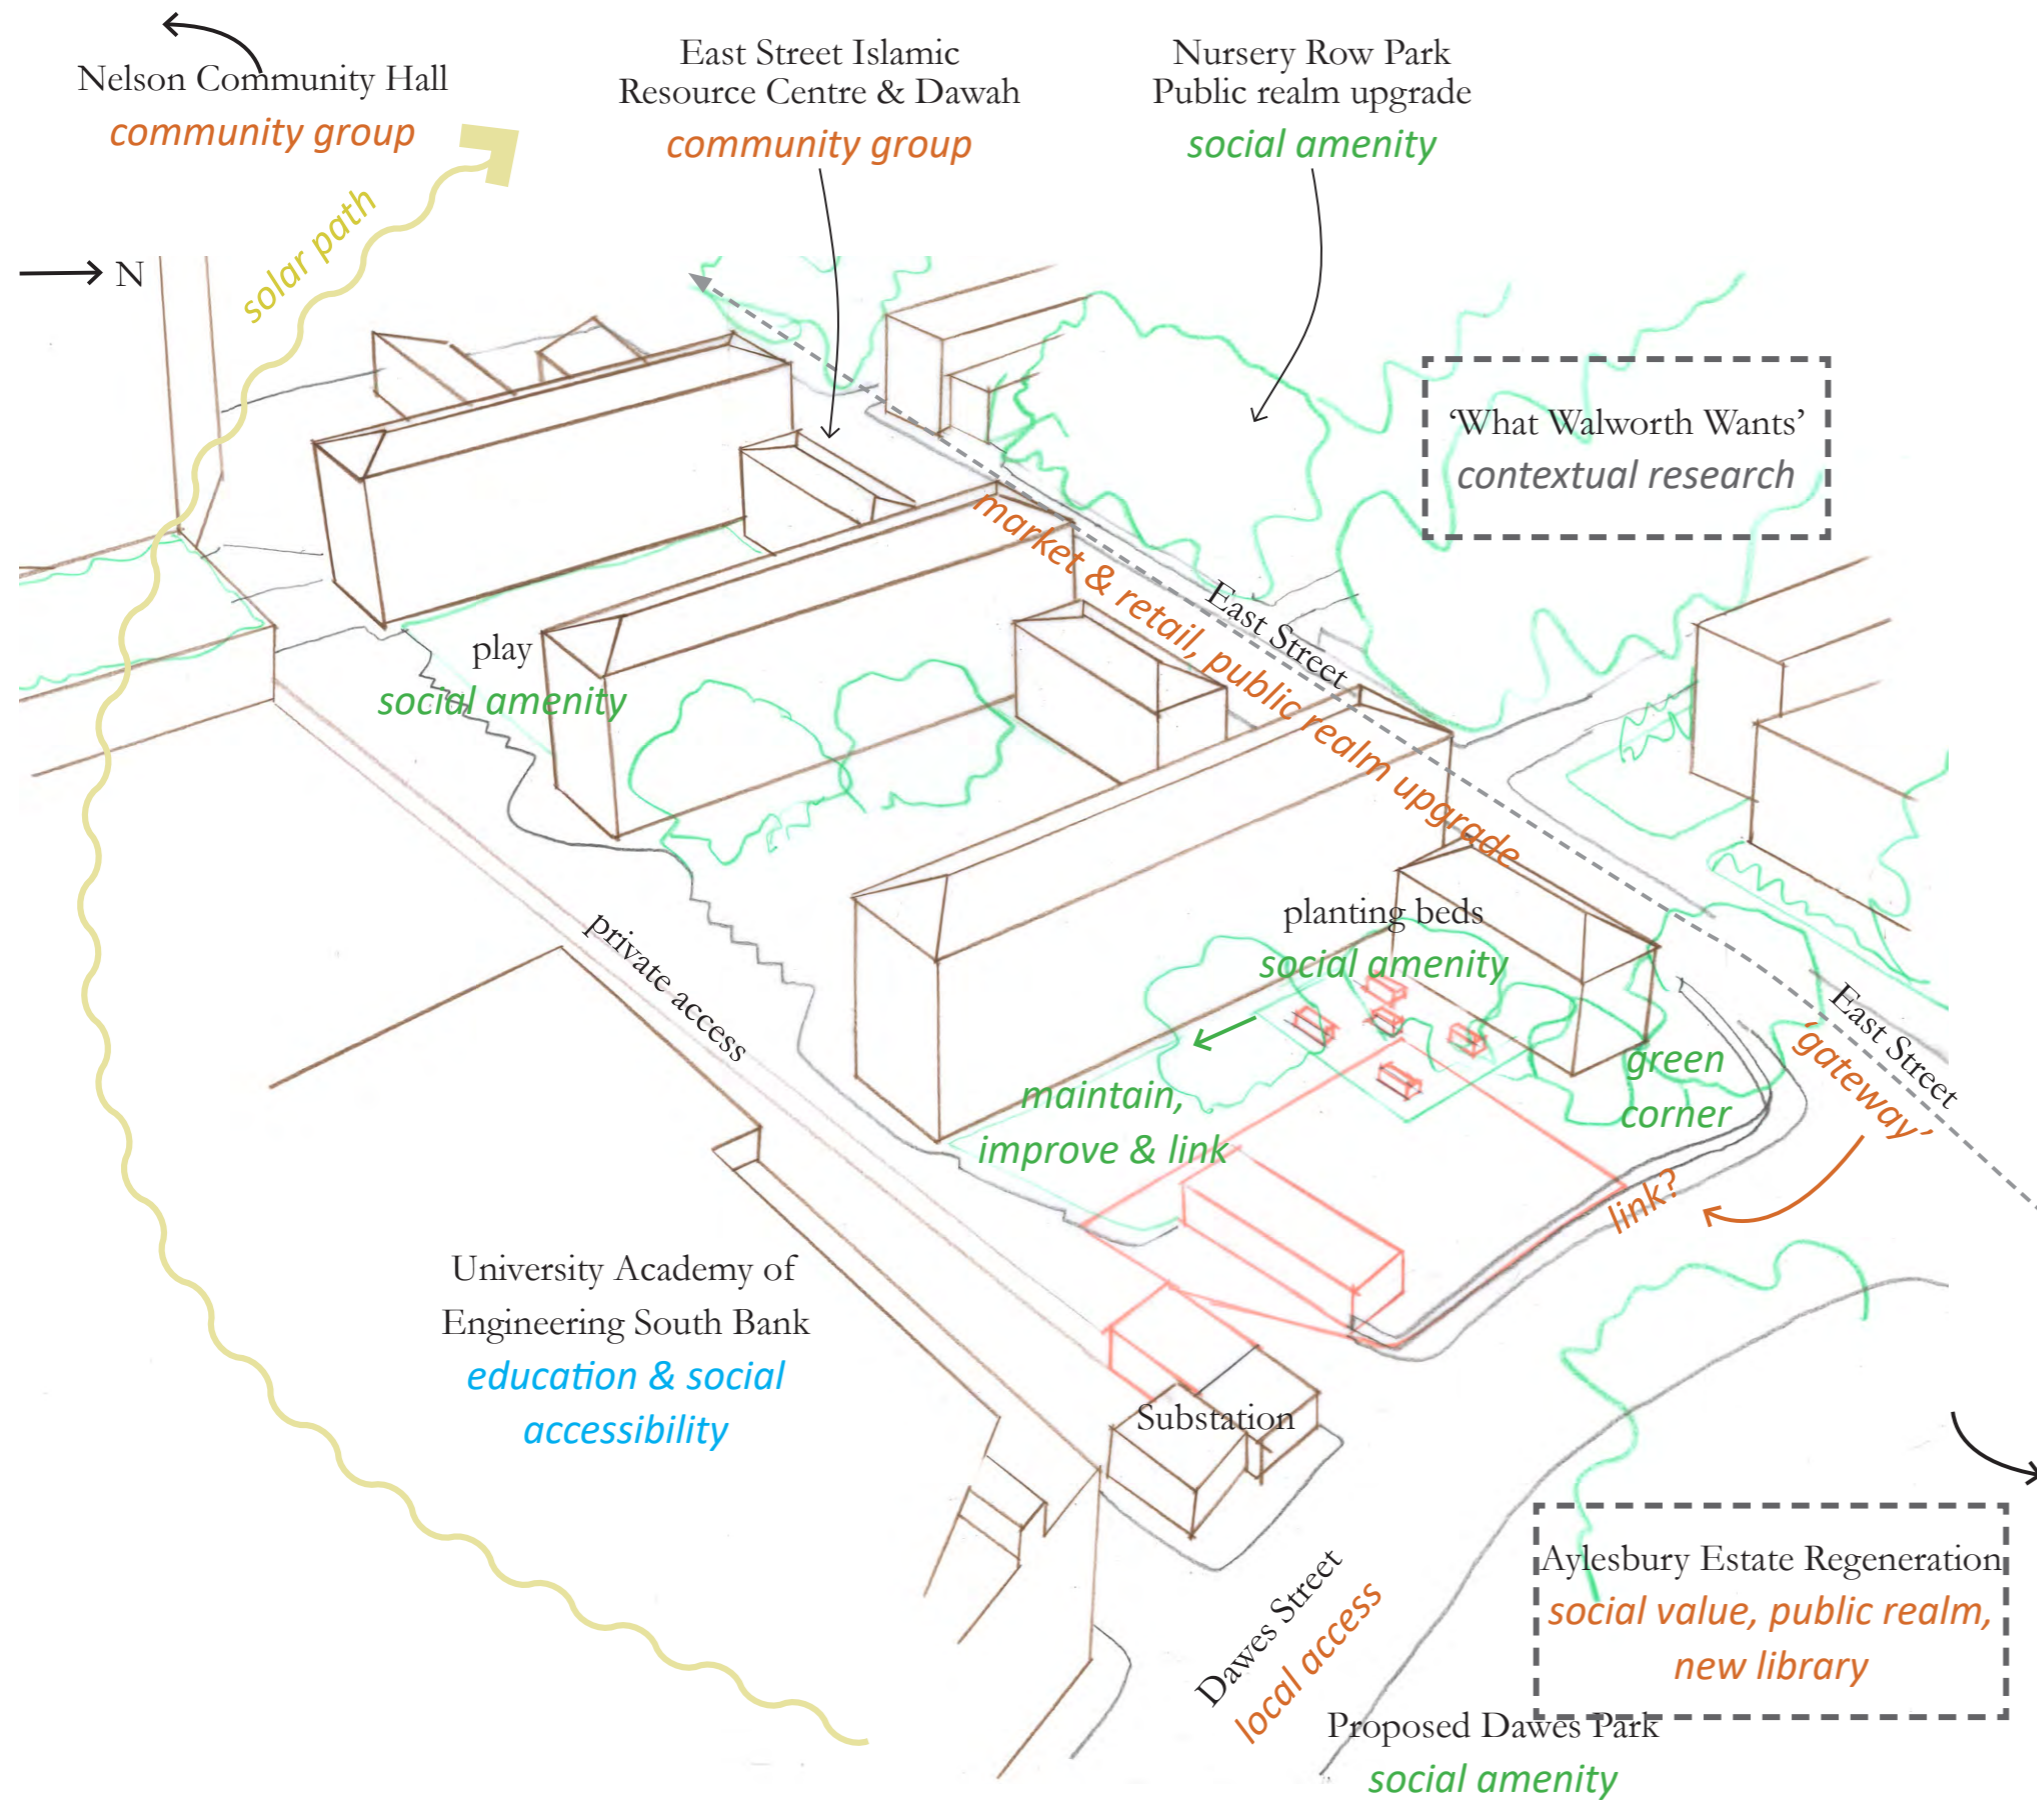 Nelson Community Hall
community group
East Street Islamic
Resource Centre & Dawah
community group
Nursery Row Park
Public realm upgrade
social amenity
solar path
N
‘What Walworth Wants’
contextual research
market & retail, public realm upgrade
East Street
play
social amenity
private access
planting beds
social amenity
East Street
‘gateway’
green
corner
maintain,
improve & link
link?
University Academy of
Engineering South Bank
education & social
accessibility
Substation
Dawes Street
local access
Aylesbury Estate Regeneration
social value, public realm,
new library
Proposed Dawes Park
social amenity